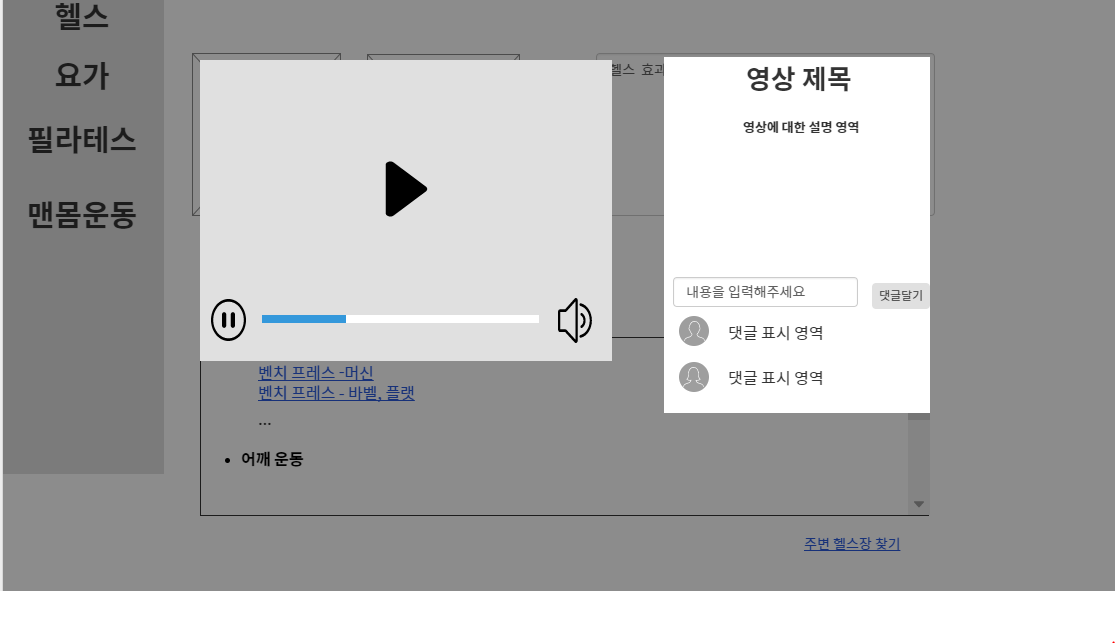 헬스
요가
필라테스
맨몸운동
헬스 효과
영상 제목
영상에 대한 설명 영역
내용을 입력해주세요
댓글달기
댓글 표시 영역
댓글 표시 영역
벤치 프레스 -머신
벤치 프레스 - 바벨, 플랫
...
• 어깨 운동
주변 헬스장 찾기